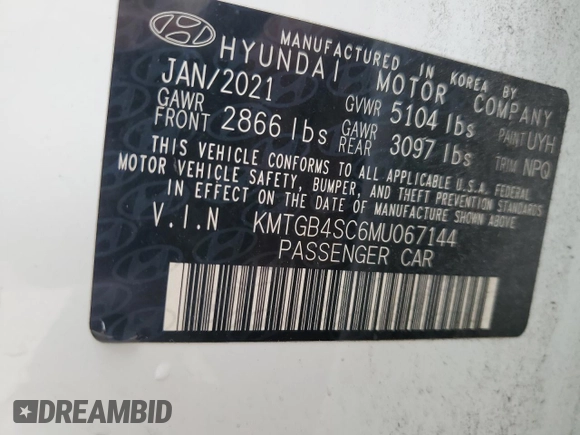 MANUFACTURED IN KOREA BY
HYUNDAI MOTOR COMPANY
JAN/2021 GVWR 5104 lbs PAINT UYH
GAWR FRONT 2866 lbs GAWR REAR 3097 lbs TRIM NPQ
THIS VEHICLE CONFORMS TO ALL APPLICABLE U.S.A. FEDERAL
MOTOR VEHICLE SAFETY, BUMPER, AND THEFT PREVENTION STANDARDS
IN EFFECT ON THE DATE OF MANUFACTURE SHOWN ABOVE.
V.I.N KMTGB4SC6MU067144
PASSENGER CAR
DREAMBID